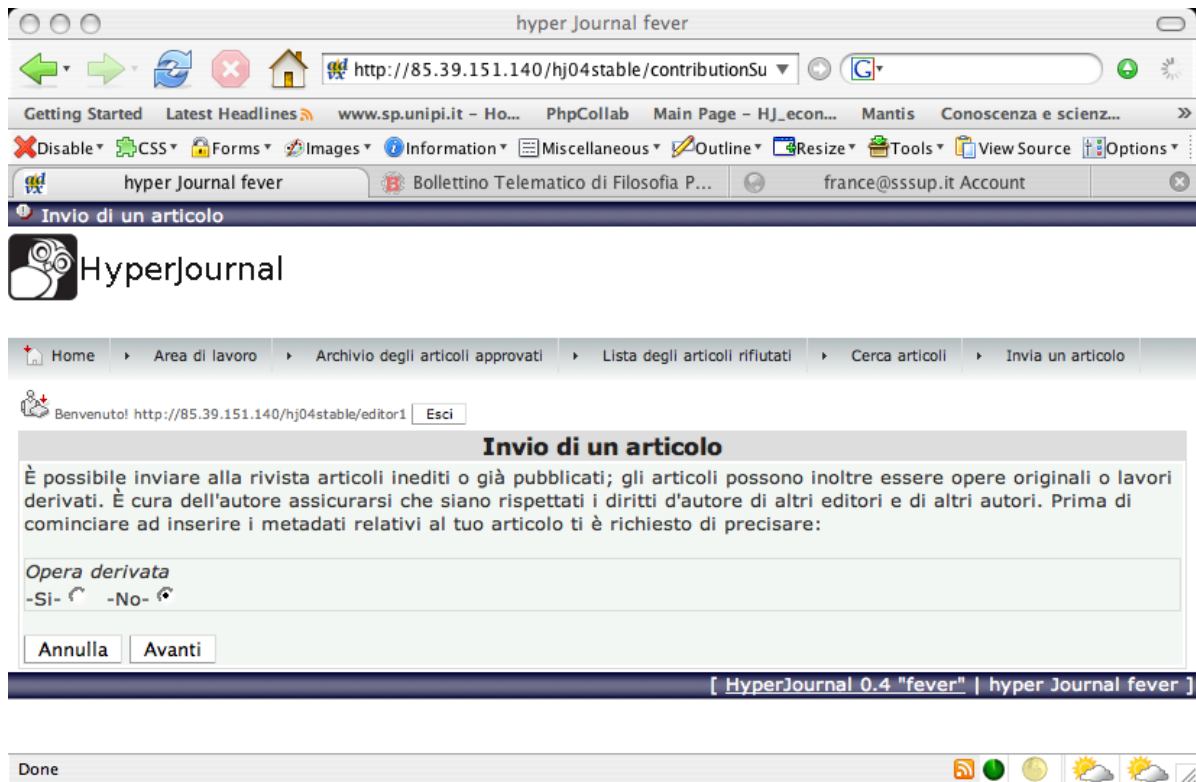 hyper Journal fever
http://85.39.151.140/hj04stable/contributionSu
G
Getting Started Latest Headlines www.sp.unipi.it – Ho... PhpCollab Main Page – HJ_econ... Mantis Conoscenza e scienz... »
Disable CSS Forms Images Information Miscellaneous Outline Resize Tools View Source Options
hyper Journal fever Bollettino Telematico di Filosofia P... france@sssup.it Account
Invio di un articolo
HyperJournal
Home Area di lavoro Archivio degli articoli approvati Lista degli articoli rifiutati Cerca articoli Invia un articolo
Benvenuto! http://85.39.151.140/hj04stable/editor1 Esci
Invio di un articolo
È possibile inviare alla rivista articoli inediti o già pubblicati; gli articoli possono inoltre essere opere originali o lavori
derivati. È cura dell'autore assicurarsi che siano rispettati i diritti d'autore di altri editori e di altri autori. Prima di
cominciare ad inserire i metadati relativi al tuo articolo ti è richiesto di precisare:
Opera derivata
-Si- -No-
Annulla Avanti
[ HyperJournal 0.4 "fever" | hyper Journal fever ]
Done